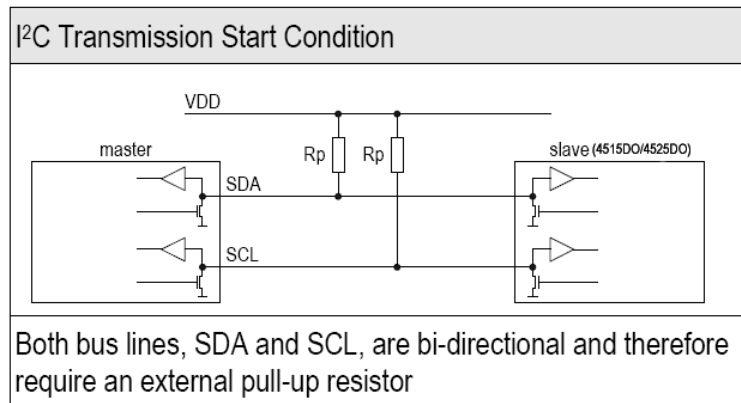 I²C Transmission Start Condition
VDD
master
Rp
Rp
slave (4515DO/4525DO)
SDA
SCL
Both bus lines, SDA and SCL, are bi-directional and therefore
require an external pull-up resistor